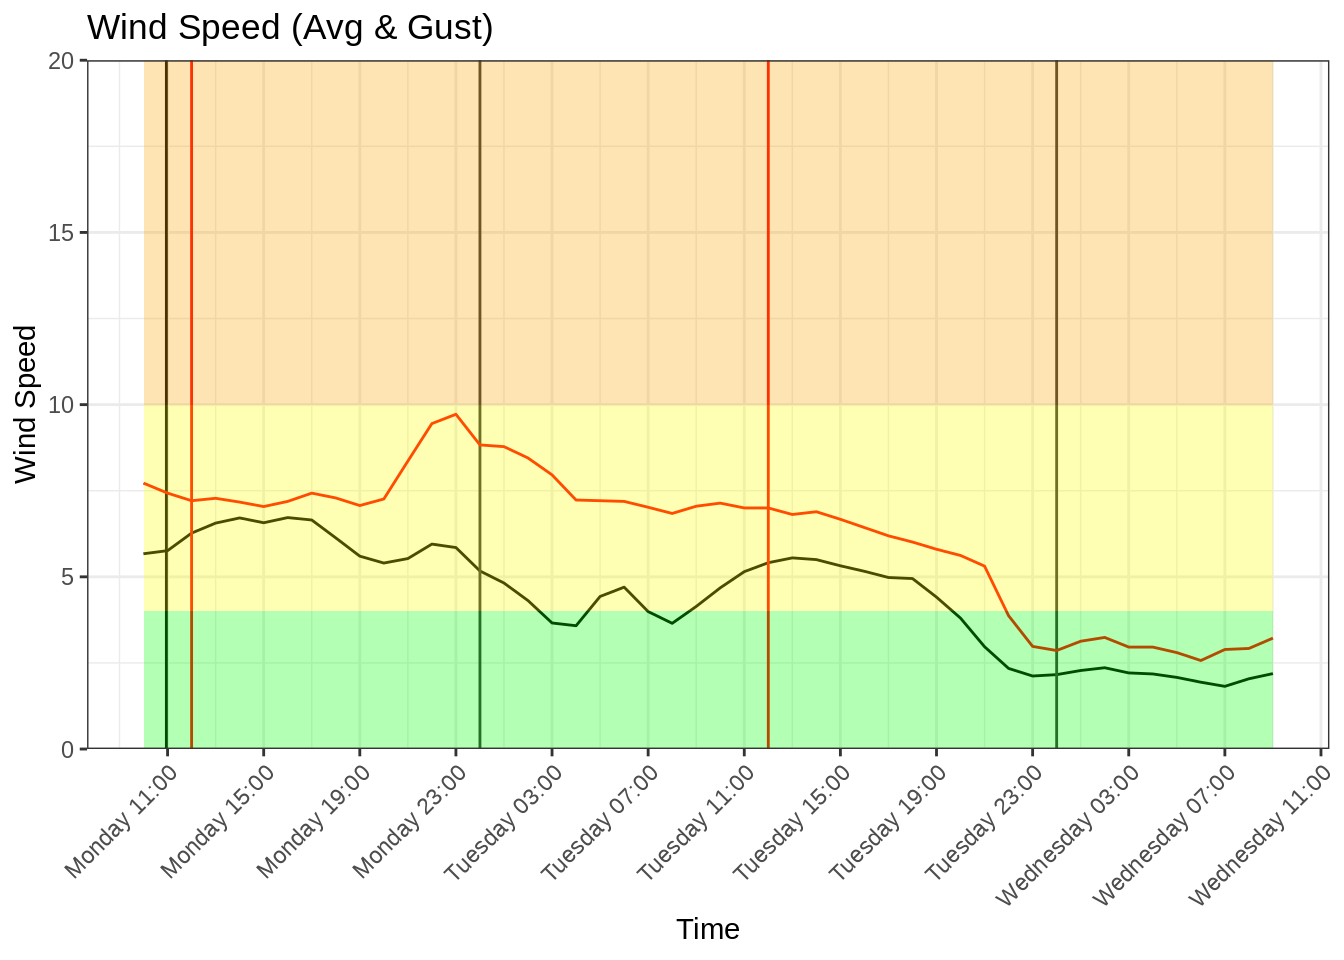 Wind Speed (Avg & Gust)
Wind Speed
20
15
10
5
0
Monday 11:00
Monday 15:00
Monday 19:00
Monday 23:00
Tuesday 03:00
Tuesday 07:00
Tuesday 11:00
Tuesday 15:00
Tuesday 19:00
Tuesday 23:00
Wednesday 03:00
Wednesday 07:00
Wednesday 11:00
Time